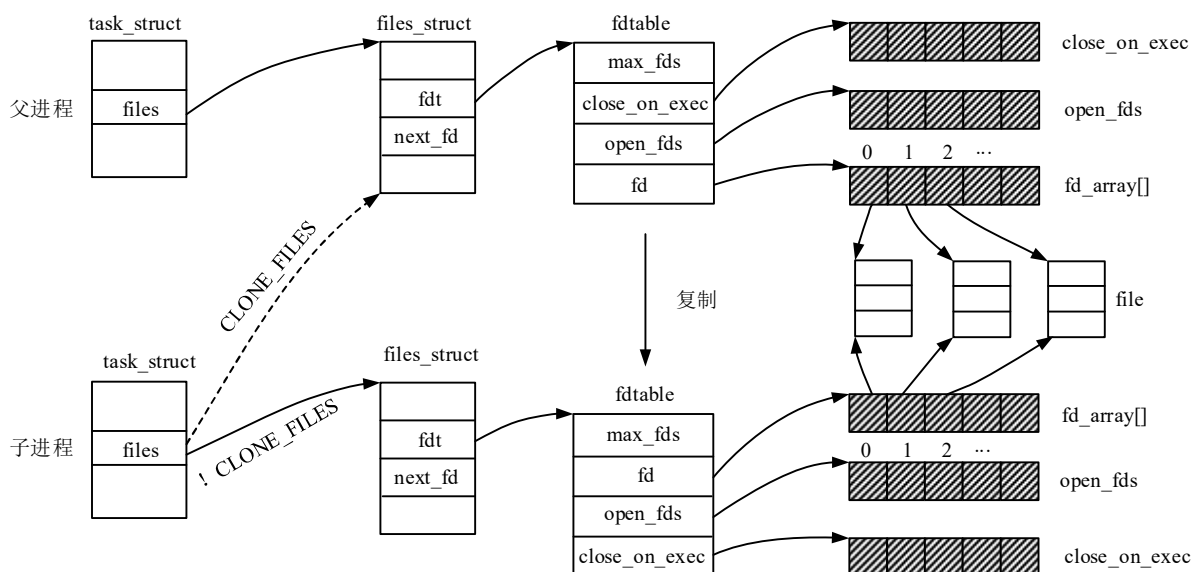 task_struct
files_struct
fdtable
父进程
files
fdt
next_fd
max_fds
close_on_exec
open_fds
fd
close_on_exec
open_fds
0 1 2 ...
fd_array[]
CLONE_FILES
复制
file
子进程
task_struct
files
! CLONE_FILES
files_struct
fdt
next_fd
fdtable
max_fds
fd
open_fds
close_on_exec
fd_array[]
0 1 2 ...
open_fds
close_on_exec